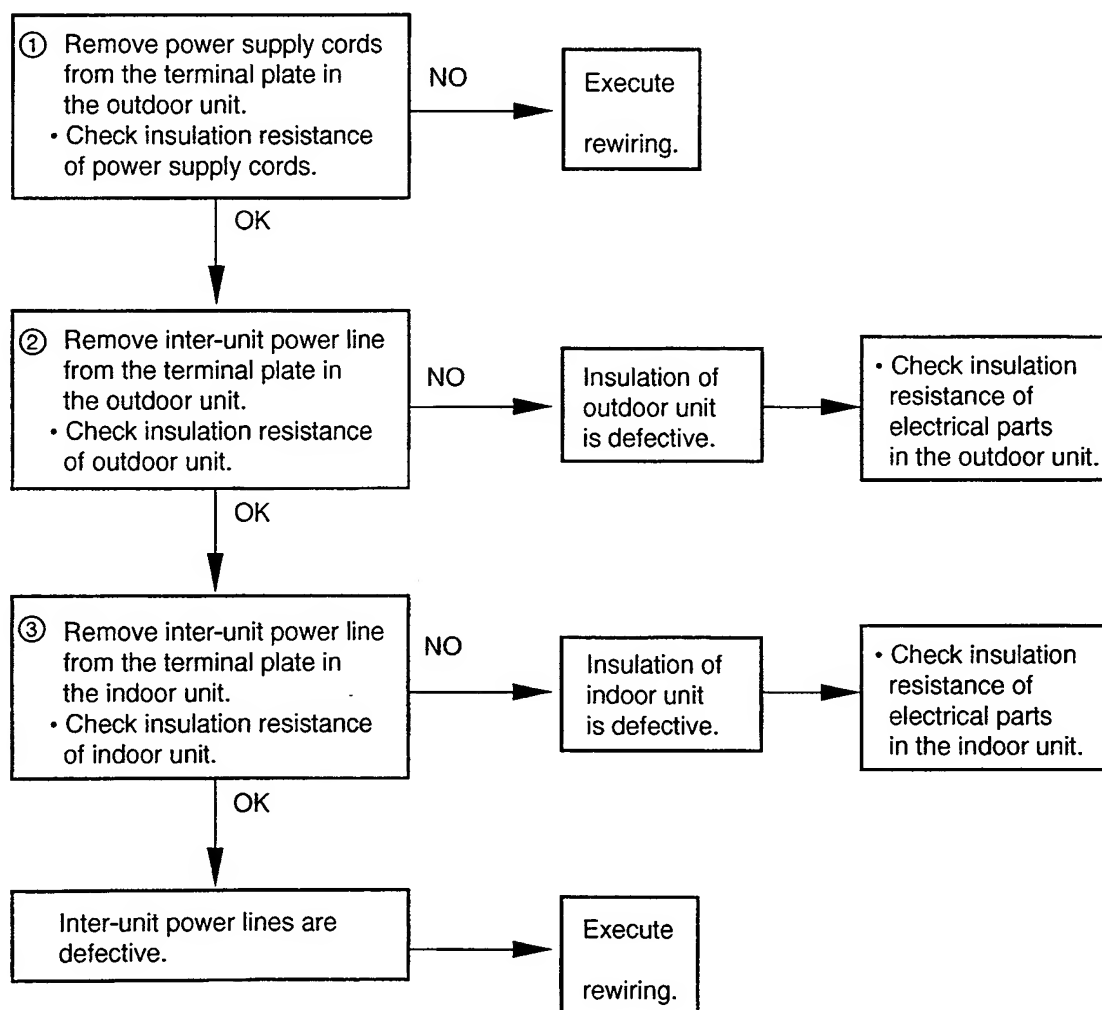 ① Remove power supply cords
from the terminal plate in
the outdoor unit.
• Check insulation resistance
of power supply cords.
NO
Execute
rewiring.
OK
② Remove inter-unit power line
from the terminal plate in
the outdoor unit.
• Check insulation resistance
of outdoor unit.
NO
Insulation of
outdoor unit
is defective.
• Check insulation
resistance of
electrical parts
in the outdoor unit.
OK
③ Remove inter-unit power line
from the terminal plate in
the indoor unit.
• Check insulation resistance
of indoor unit.
NO
Insulation of
indoor unit
is defective.
• Check insulation
resistance of
electrical parts
in the indoor unit.
OK
Inter-unit power lines are
defective.
Execute
rewiring.